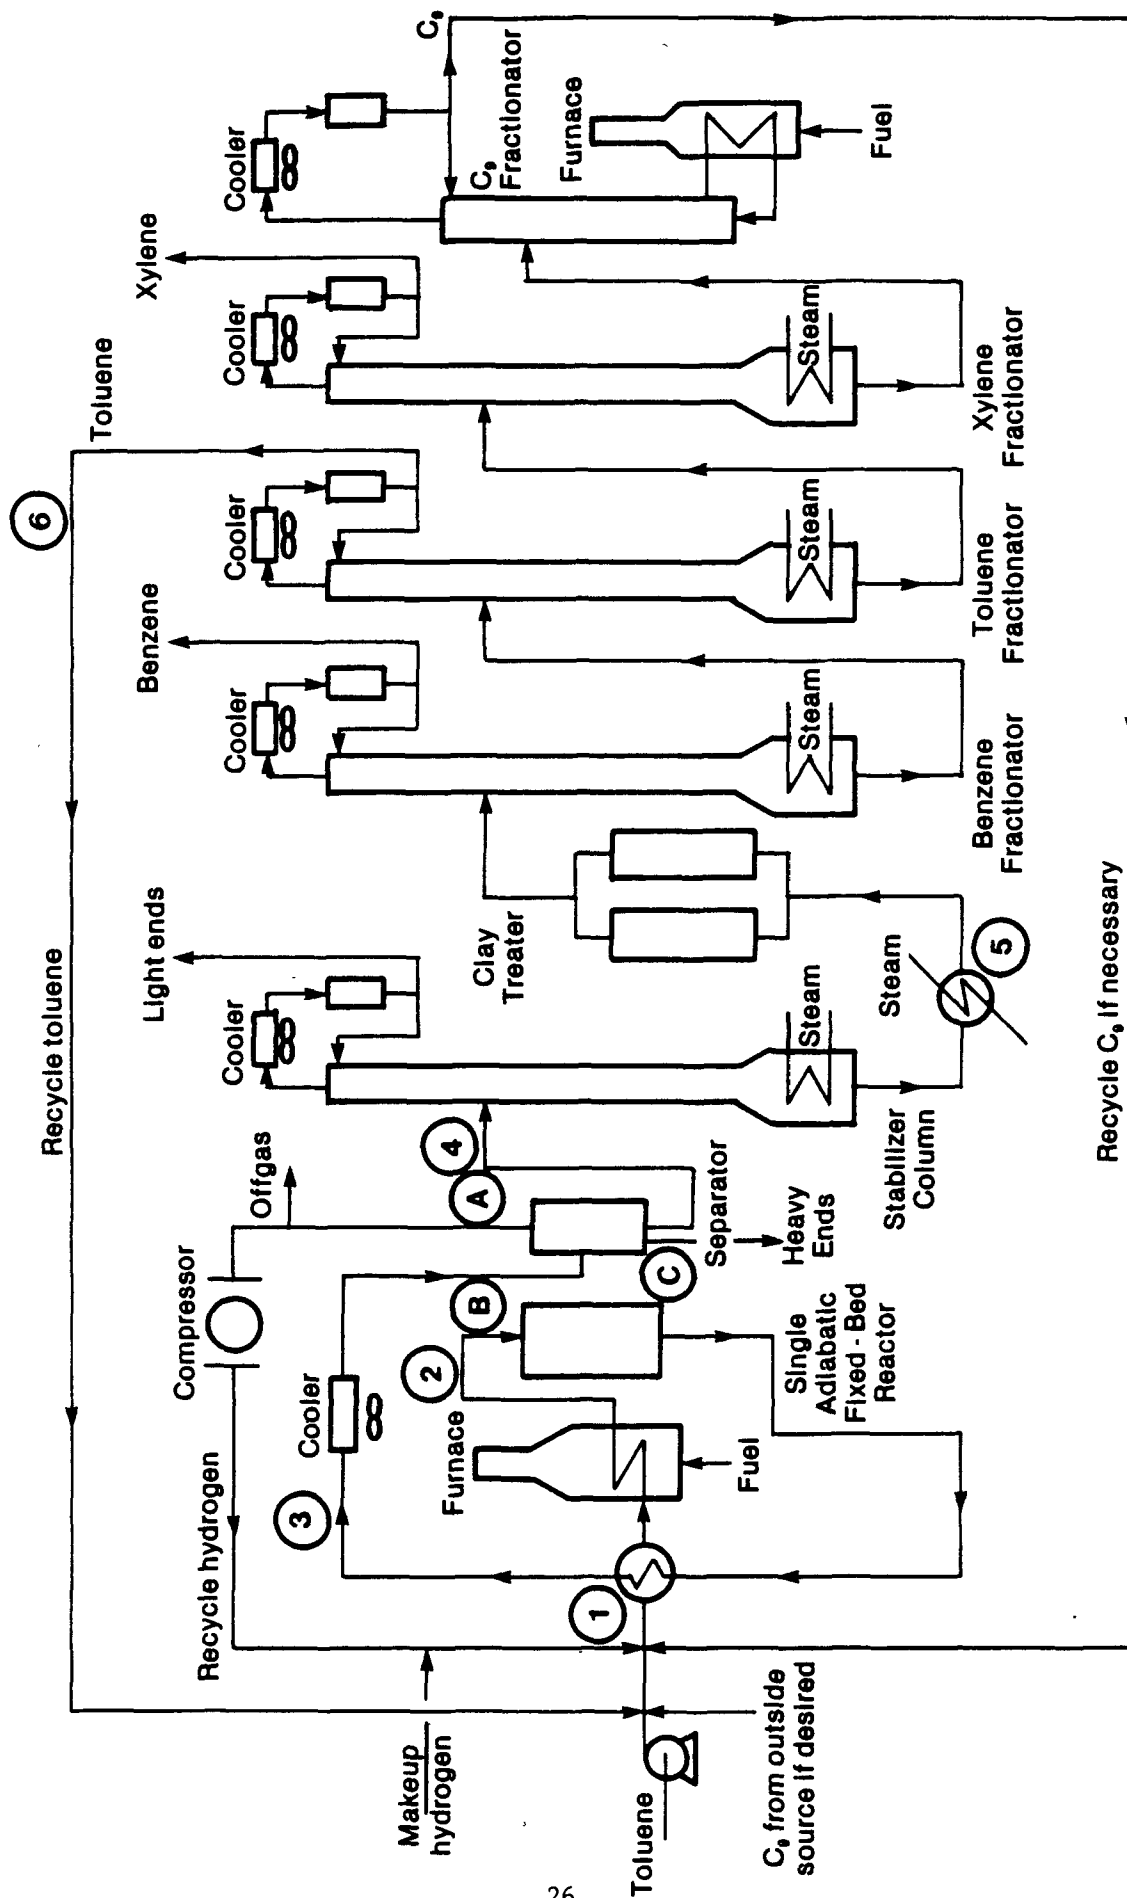 Recycle toluene
6
Toluene
Light ends
Benzene
Xylene
Compressor
Offgas
Recycle hydrogen
Cooler
Cooler
Cooler
Cooler
Cooler
Cooler
C₉
C₉
Fractionator
Furnace
Fuel
3
Makeup
hydrogen
Furnace
2
B
A
4
Clay
Treater
1
Fuel
C
Separator
Heavy
Ends
Steam
Steam
5
Steam
Steam
Steam
Toluene
C₉ from outside
source if desired
Single
Adiabatic
Fixed - Bed
Reactor
Stabilizer
Column
Benzene
Fractionator
Toluene
Fractionator
Xylene
Fractionator
Recycle C₉ If necessary
26